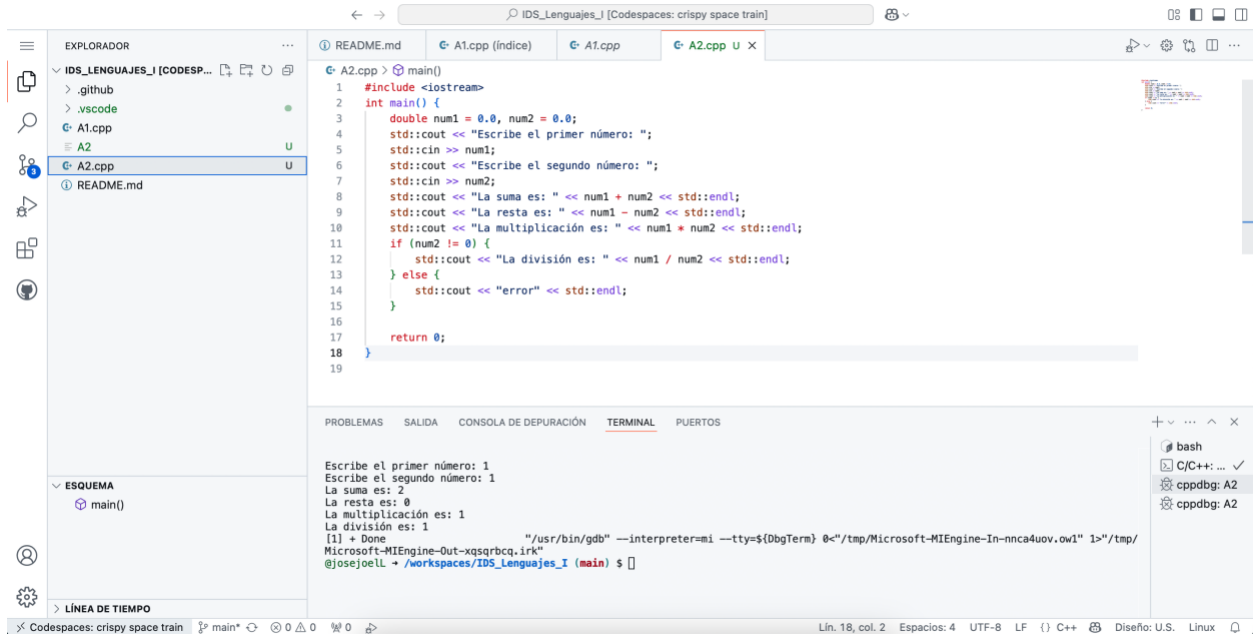 IDS_Lenguajes_I [Codespaces: crispy space train]
EXPLORADOR
IDS_LENGUAJES_I [CODESP...
.github
.vscode
A1.cpp
A2 U
A2.cpp U
README.md
3
ESQUEMA
main()
LÍNEA DE TIEMPO
README.md
A1.cpp (índice)
A1.cpp
A2.cpp U
A2.cpp > main()
1 #include <iostream>
2 int main() {
3 double num1 = 0.0, num2 = 0.0;
4 std::cout << "Escribe el primer número: ";
5 std::cin >> num1;
6 std::cout << "Escribe el segundo número: ";
7 std::cin >> num2;
8 std::cout << "La suma es: " << num1 + num2 << std::endl;
9 std::cout << "La resta es: " << num1 - num2 << std::endl;
10 std::cout << "La multiplicación es: " << num1 * num2 << std::endl;
11 if (num2 != 0) {
12 std::cout << "La división es: " << num1 / num2 << std::endl;
13 } else {
14 std::cout << "error" << std::endl;
15 }
16
17 return 0;
18 }
19
PROBLEMAS SALIDA CONSOLA DE DEPURACIÓN TERMINAL PUERTOS
Escribe el primer número: 1
Escribe el segundo número: 1
La suma es: 2
La resta es: 0
La multiplicación es: 1
La división es: 1
[1] + Done "/usr/bin/gdb" --interpreter=mi --tty=${DbgTerm} 0<"/tmp/Microsoft-MIEngine-In-nnca4uov.ow1" 1>"/tmp/
Microsoft-MIEngine-Out-xqsqrbcq.irk"
@josejoelL → /workspaces/IDS_Lenguajes_I (main) $
bash
C/C++: ...
cppdbg: A2
cppdbg: A2
Codespaces: crispy space train main* 0 0 0 Lín. 18, col. 2 Espacios: 4 UTF-8 LF {} C++ Diseño: U.S. Linux